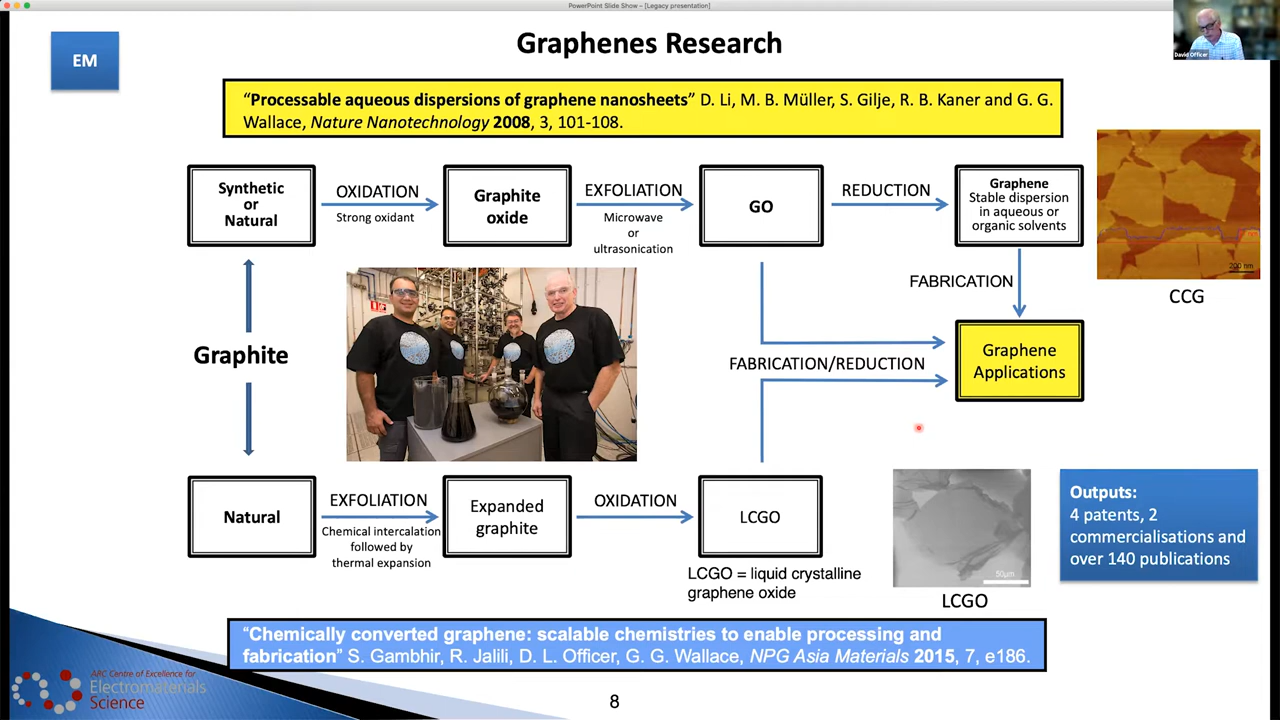 PowerPoint Slide Show – [Legacy presentation]
David Officer
EM
Graphenes Research
“Processable aqueous dispersions of graphene nanosheets” D. Li, M. B. Müller, S. Gilje, R. B. Kaner and G. G.
Wallace, Nature Nanotechnology 2008, 3, 101-108.
Synthetic
or
Natural
OXIDATION
Strong oxidant
Graphite
oxide
EXFOLIATION
Microwave
or
ultrasonication
GO
REDUCTION
Graphene
Stable dispersion
in aqueous or
organic solvents
200 nm
CCG
FABRICATION
Graphite
FABRICATION/REDUCTION
Graphene
Applications
Natural
EXFOLIATION
Chemical intercalation
followed by
thermal expansion
Expanded
graphite
OXIDATION
LCGO
LCGO = liquid crystalline
graphene oxide
50µm
LCGO
Outputs:
4 patents, 2
commercialisations and
over 140 publications
“Chemically converted graphene: scalable chemistries to enable processing and
fabrication” S. Gambhir, R. Jalili, D. L. Officer, G. G. Wallace, NPG Asia Materials 2015, 7, e186.
ARC Centre of Excellence for
Electromaterials
Science
8